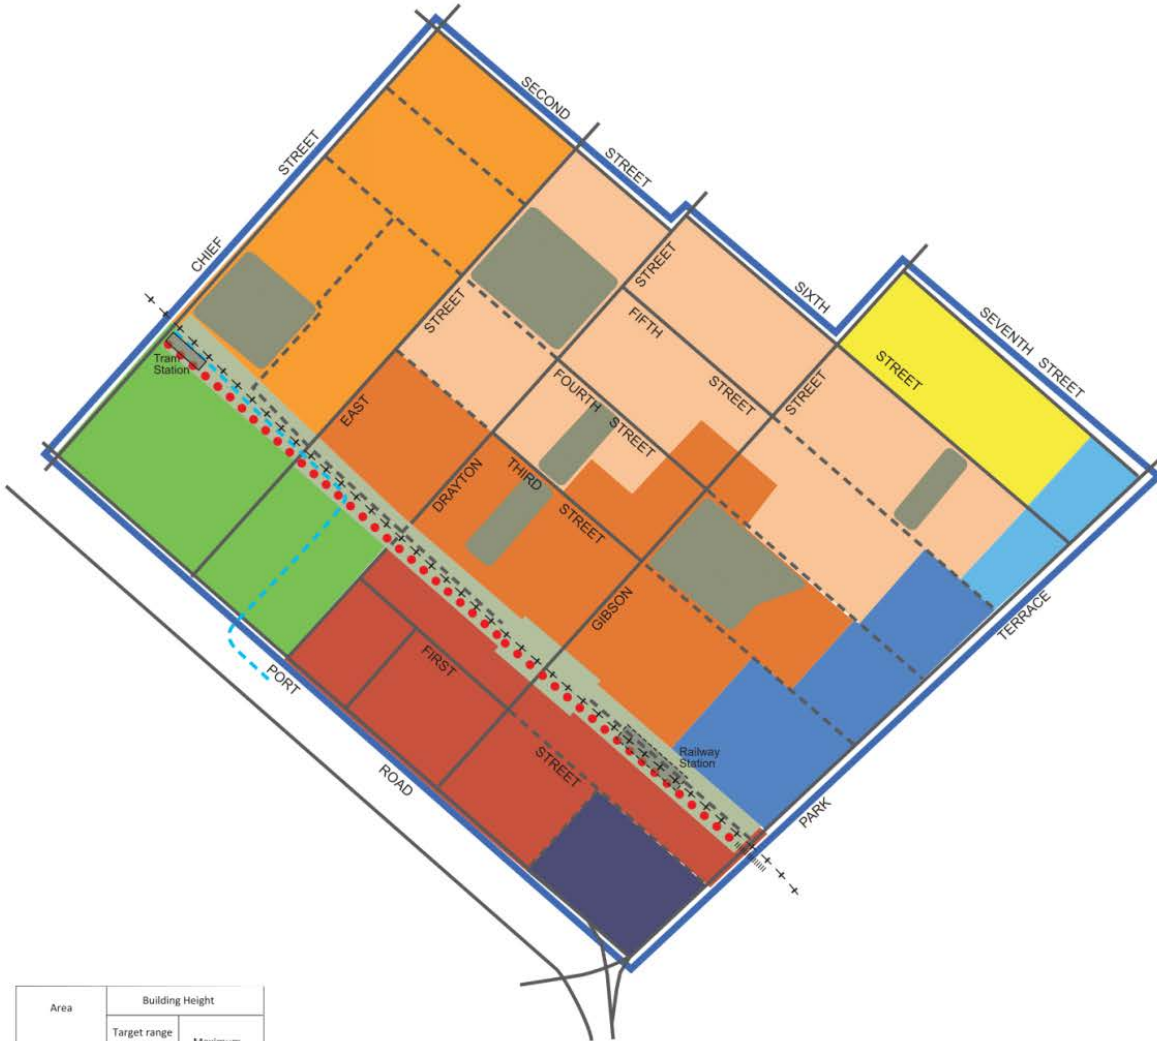 SECOND
STREET
STREET
CHIEF
STREET
STREET
SIXTH
SEVENTH STREET
STREET
FIFTH
STREET
STREET
Tram
Station
EAST
FOURTH
STREET
DRAYTON
THIRD
STREET
GIBSON
TERRACE
FIRST
STREET
PORT
ROAD
Railway
Station
PARK
Area
Building Height
Target range